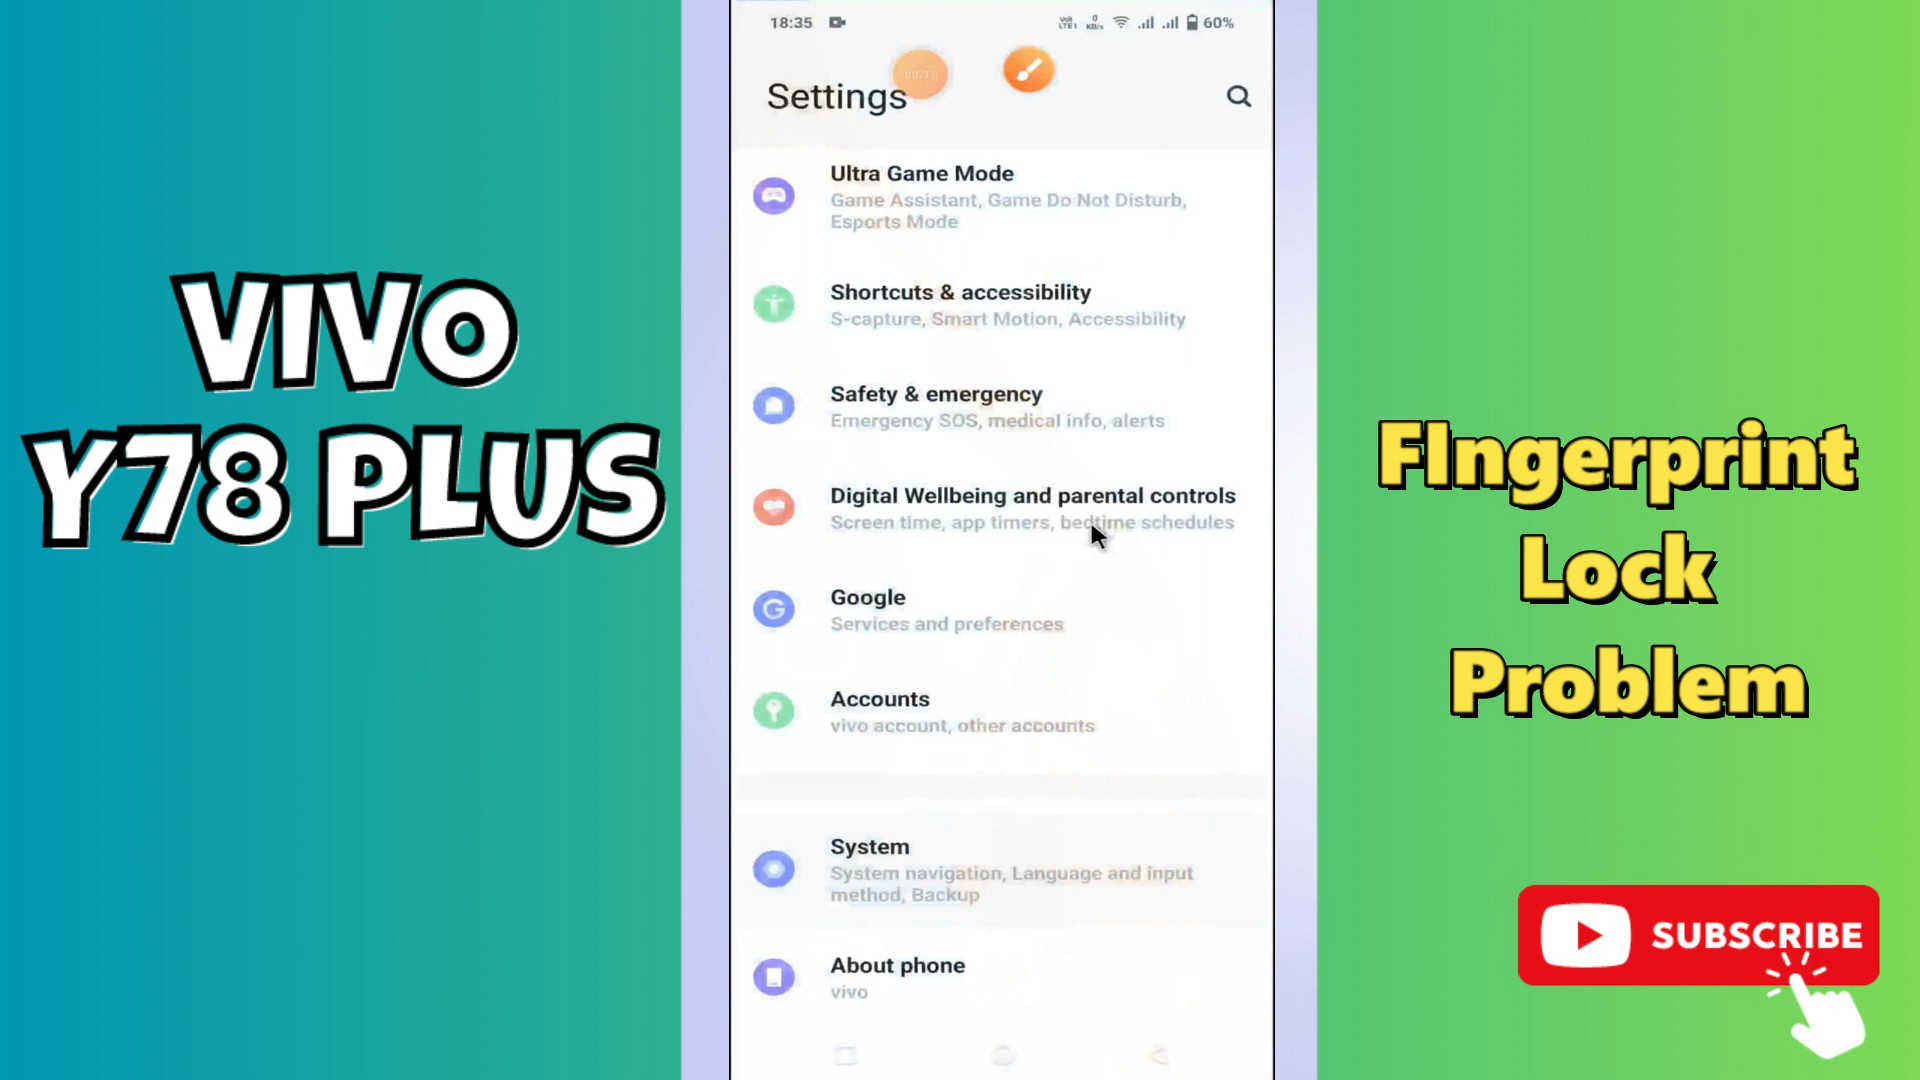 VIVO
Y78 PLUS
18:35
60%
Settings
Ultra Game Mode
Game Assistant, Game Do Not Disturb,
Esports Mode
Shortcuts & accessibility
S-capture, Smart Motion, Accessibility
Safety & emergency
Emergency SOS, medical info, alerts
Digital Wellbeing and parental controls
Screen time, app timers, bedtime schedules
Google
Services and preferences
Accounts
vivo account, other accounts
System
System navigation, Language and input
method, Backup
About phone
vivo
FIngerprint
Lock
Problem
SUBSCRIBE